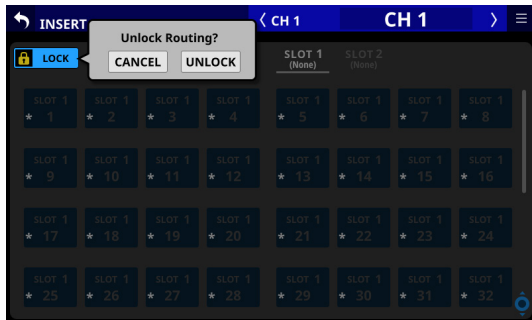 INSERT
Unlock Routing?
CANCEL UNLOCK
CH 1
CH 1
LOCK
SLOT 1 SLOT 2
(None) (None)
SLOT 1 SLOT 1 SLOT 1 SLOT 1 SLOT 1 SLOT 1 SLOT 1 SLOT 1
* 1 * 2 * 3 * 4 * 5 * 6 * 7 * 8
SLOT 1 SLOT 1 SLOT 1 SLOT 1 SLOT 1 SLOT 1 SLOT 1 SLOT 1
* 9 * 10 * 11 * 12 * 13 * 14 * 15 * 16
SLOT 1 SLOT 1 SLOT 1 SLOT 1 SLOT 1 SLOT 1 SLOT 1 SLOT 1
* 17 * 18 * 19 * 20 * 21 * 22 * 23 * 24
SLOT 1 SLOT 1 SLOT 1 SLOT 1 SLOT 1 SLOT 1 SLOT 1 SLOT 1
* 25 * 26 * 27 * 28 * 29 * 30 * 31 * 32